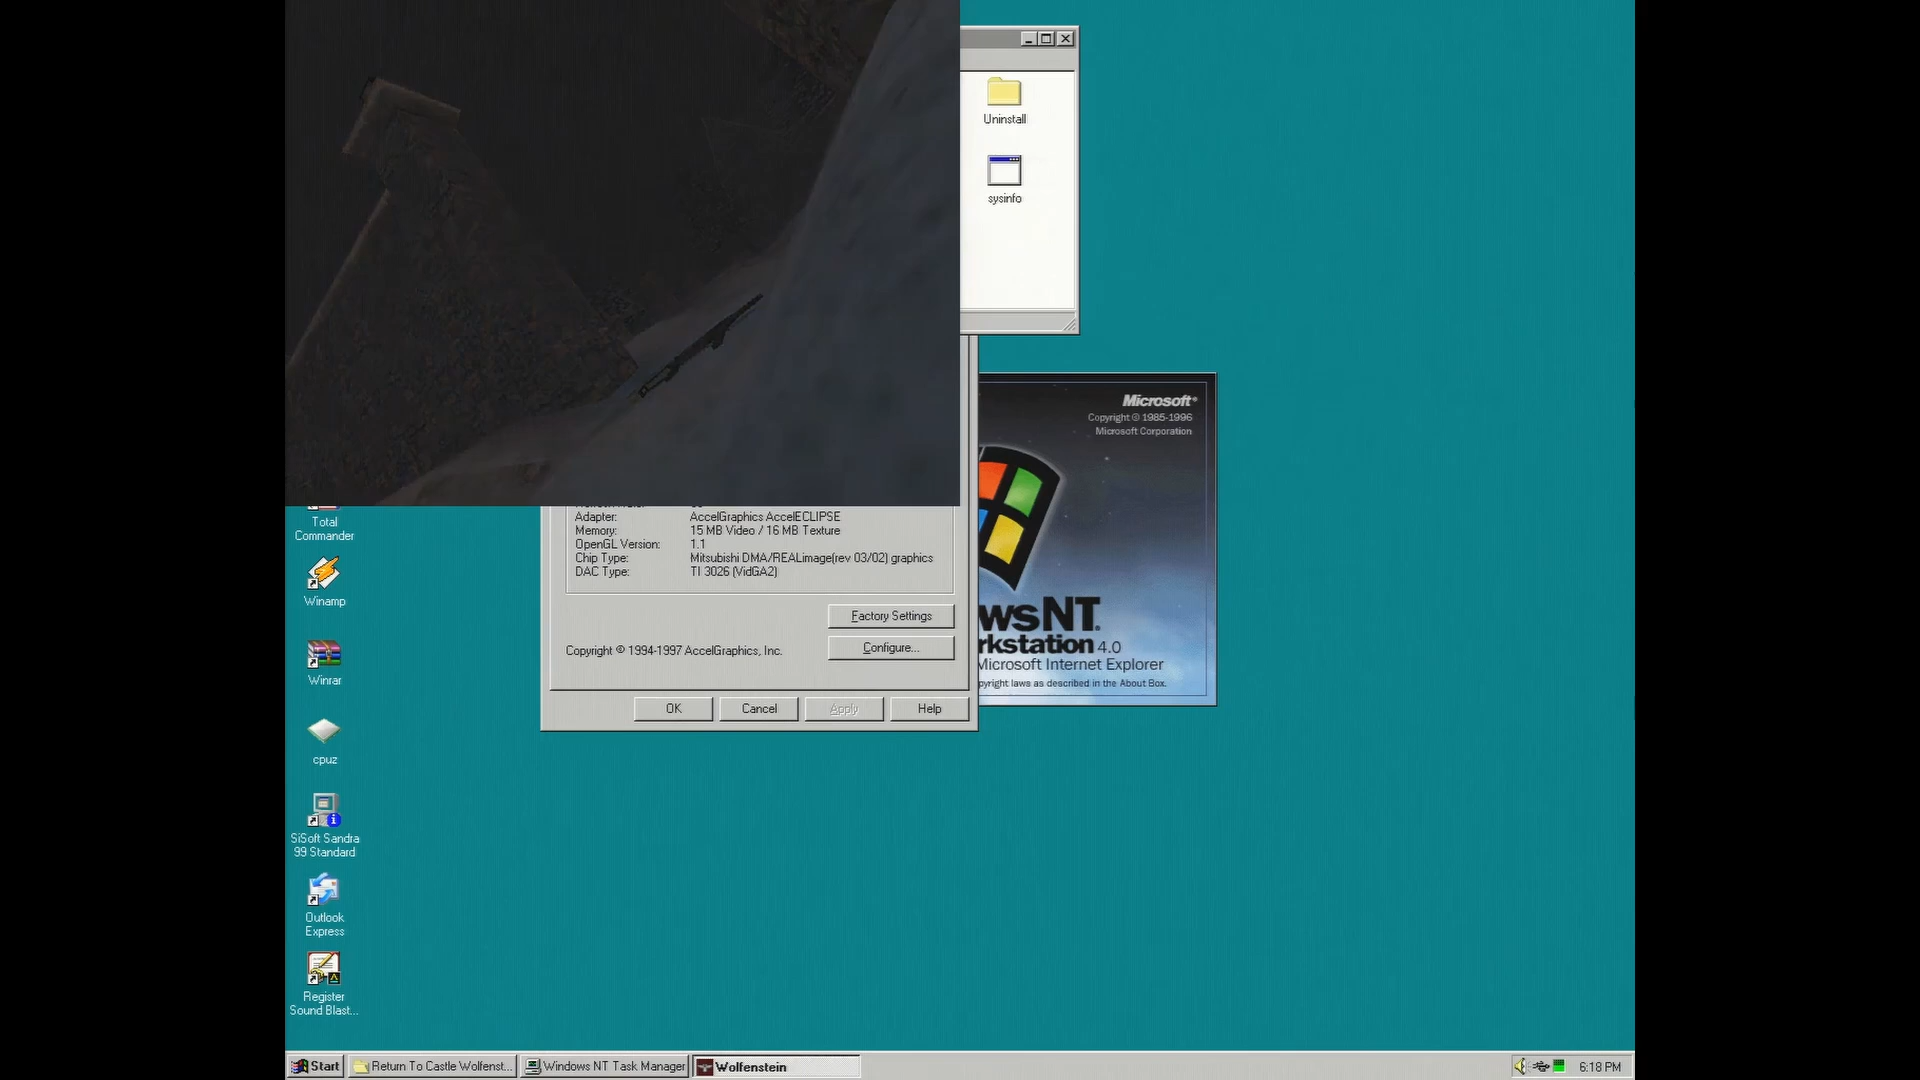 Uninstall
sysinfo
Microsoft®
Copyright © 1985-1996
Microsoft Corporation
wsNT.
rkstation 4.0
Microsoft Internet Explorer
pyright laws as described in the About Box.
Adapter: AccelGraphics AccelECLIPSE
Memory: 15 MB Video / 16 MB Texture
OpenGL Version: 1.1
Chip Type: Mitsubishi DMA/REALimage(rev 03/02) graphics
DAC Type: TI 3026 (VidGA2)
Factory Settings
Copyright © 1994-1997 AccelGraphics, Inc.
Configure...
OK
Cancel
Apply
Help
Total
Commander
Winamp
Winrar
cpuz
SiSoft Sandra
99 Standard
Outlook
Express
Register
Sound Blast...
Start
Return To Castle Wolfenst...
Windows NT Task Manager
Wolfenstein
6:18 PM